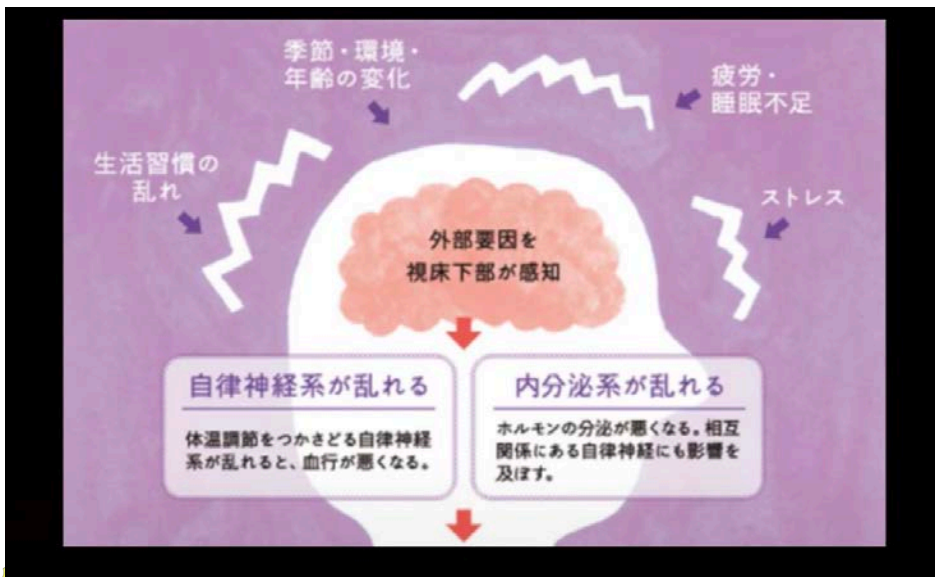 季節・環境・
年齢の変化
疲労・
睡眠不足
生活習慣の
乱れ
ストレス
外部要因を
視床下部が感知
自律神経系が乱れる
体温調節をつかさどる自律神経
系が乱れると、血行が悪くなる。
内分泌系が乱れる
ホルモンの分泌が悪くなる。相互
関係にある自律神経にも影響を
及ぼす。